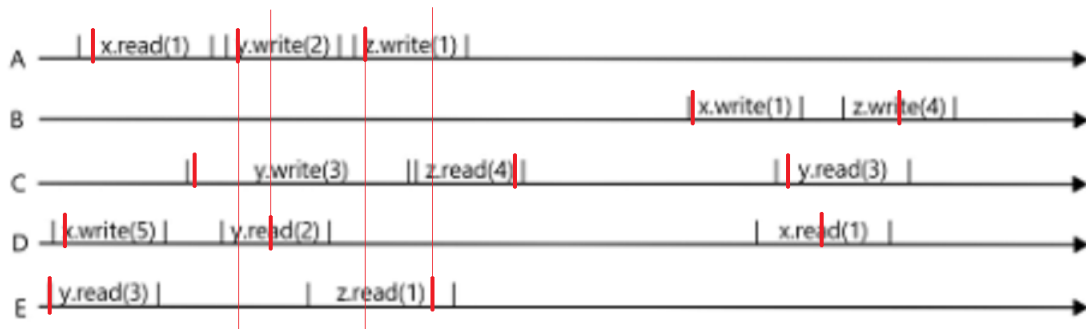 A x.read(1) y.write(2) z.write(1)
B x.write(1) z.write(4)
C y.write(3) z.read(4) y.read(3)
D x.write(5) y.read(2) x.read(1)
E y.read(3) z.read(1)